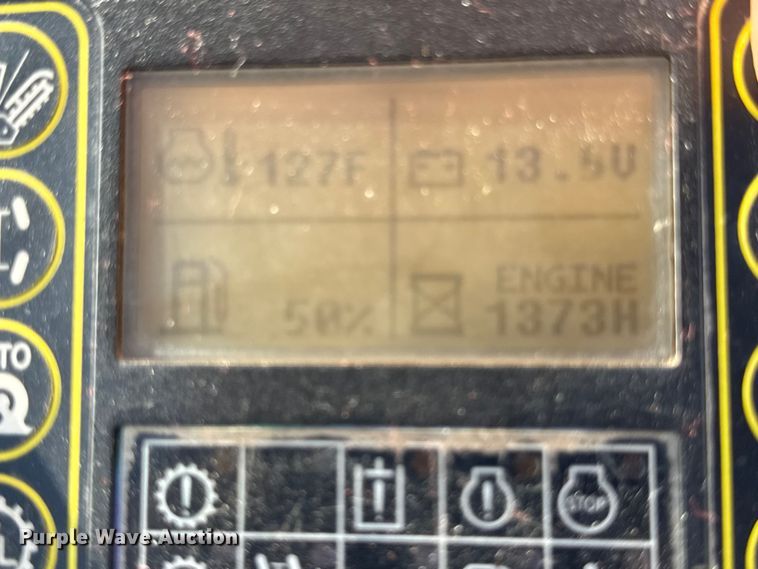 127F
13.5V
50%
ENGINE
1373H
TO
STOP
Purple Wave Auction